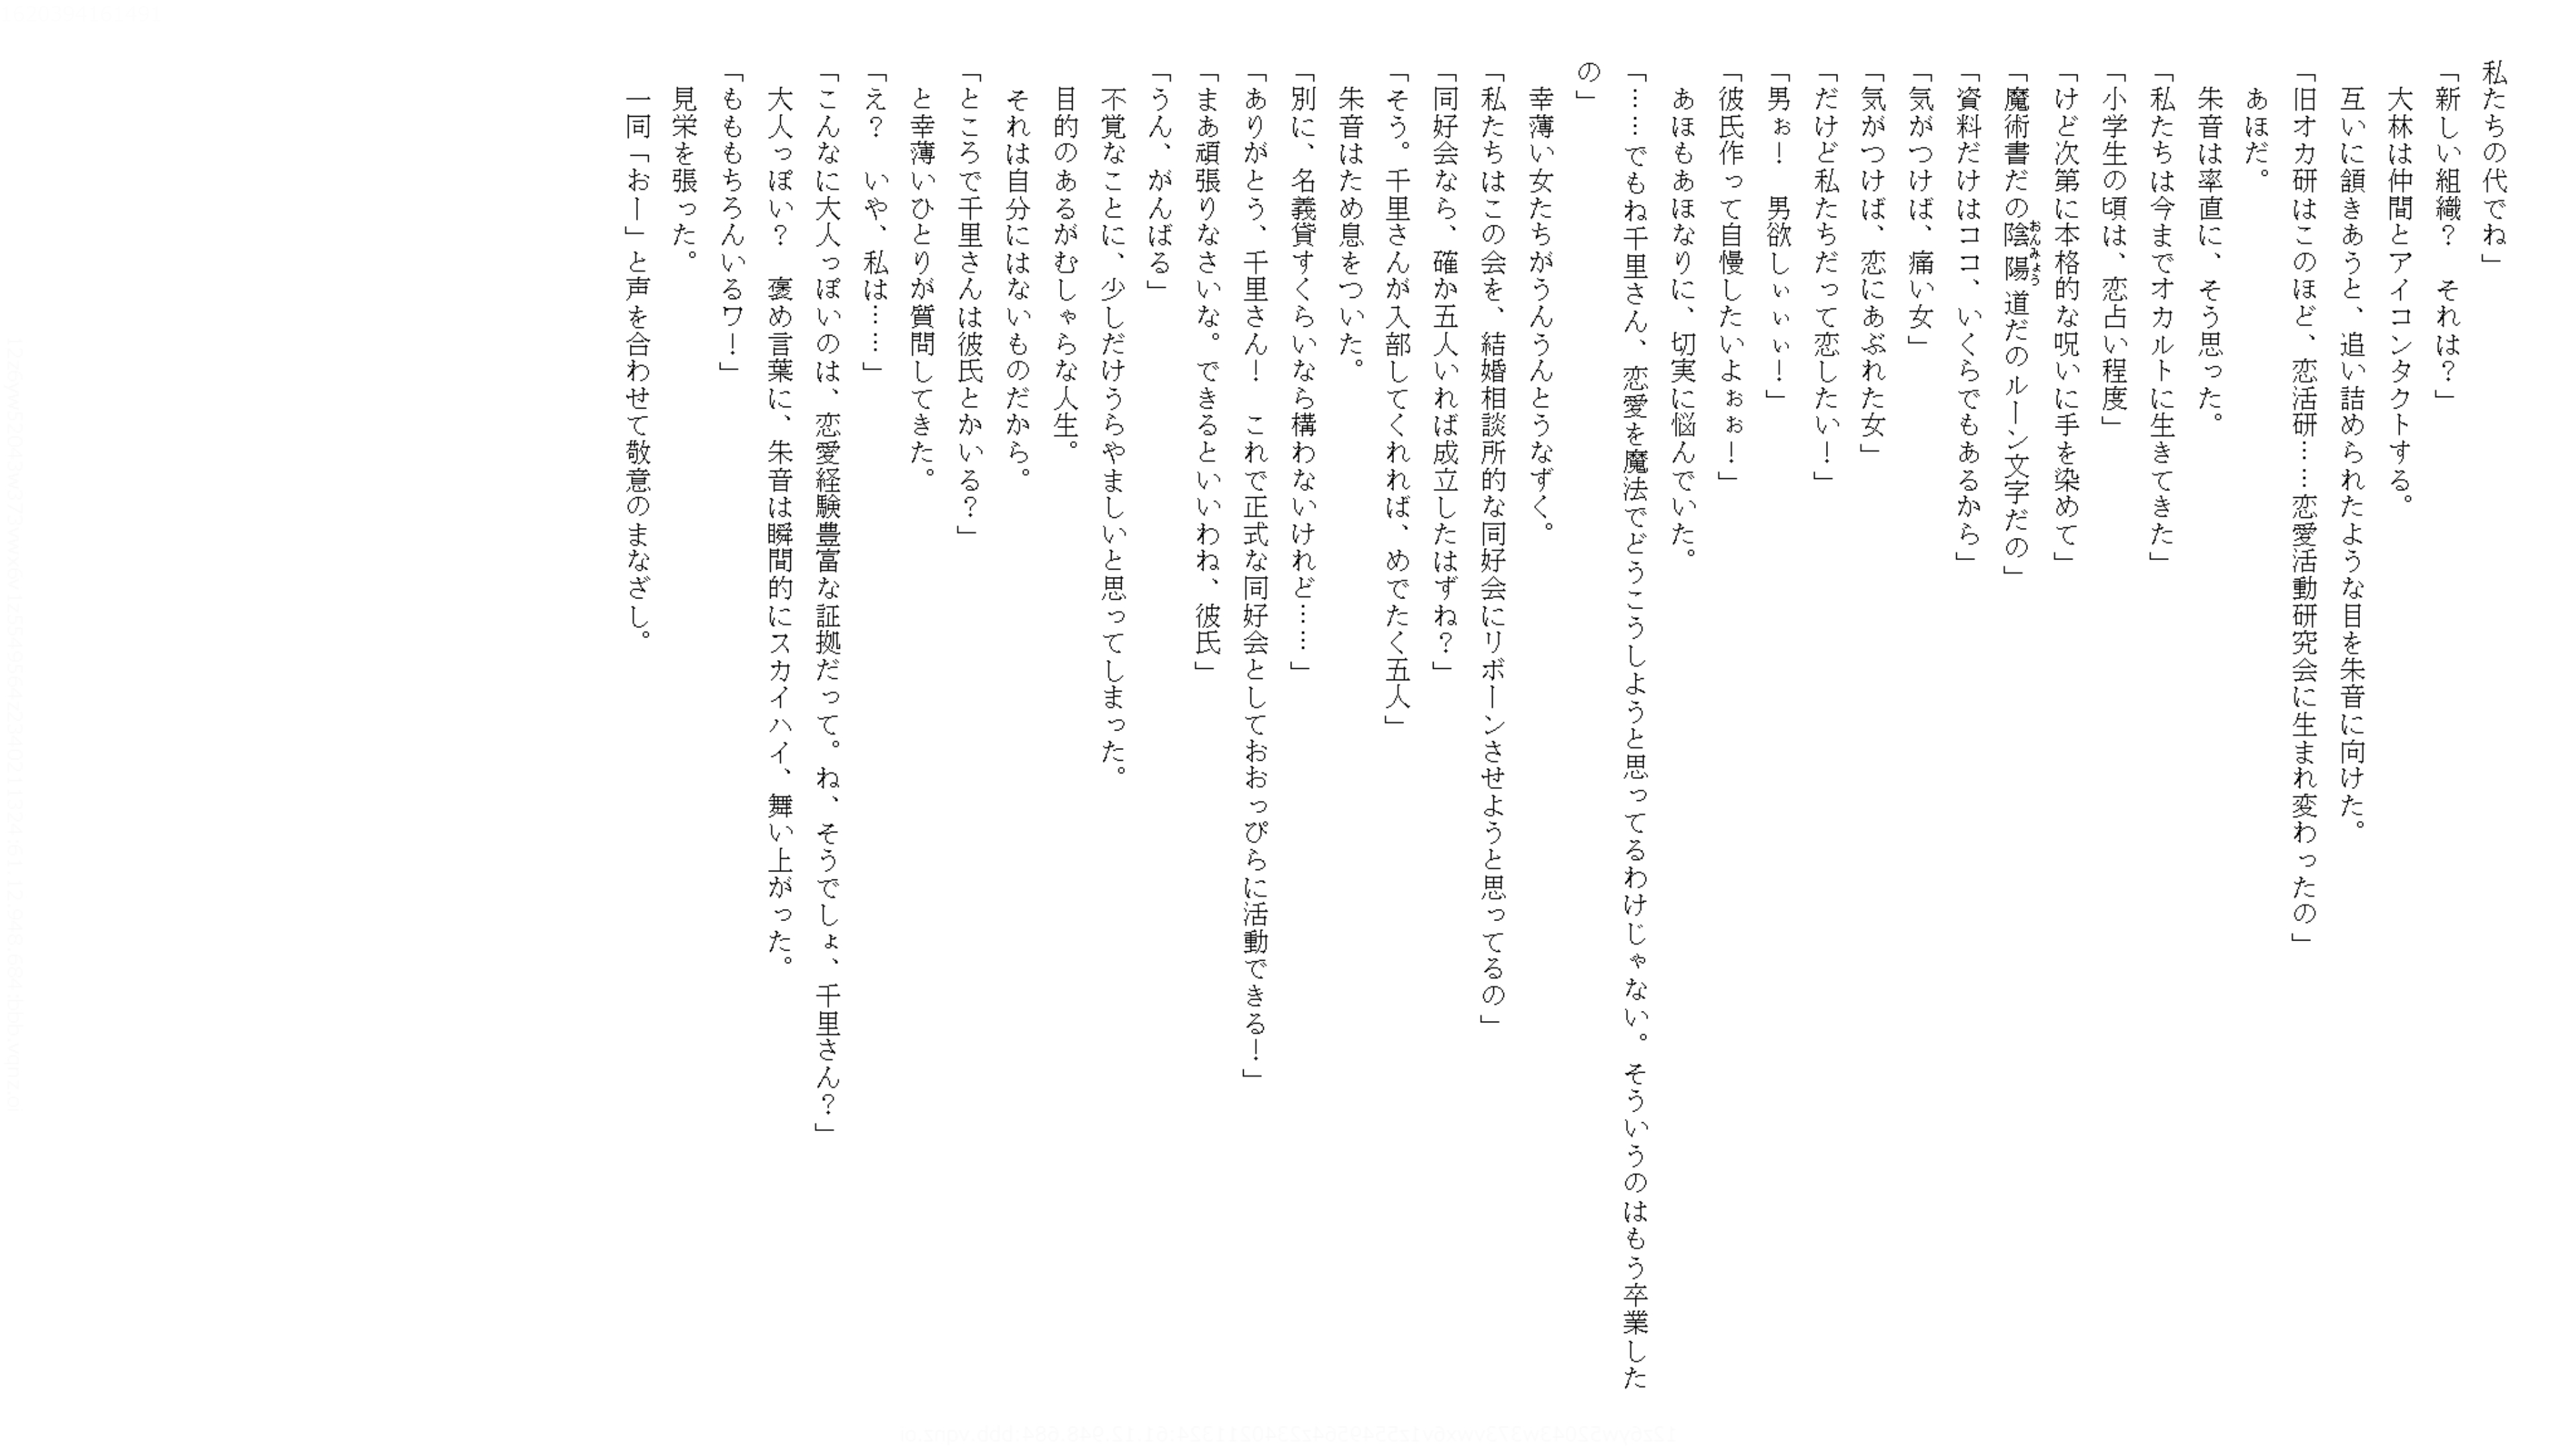 私たちの代でね」
「新しい組織？　それは？」
　大林は仲間とアイコンタクトする。
　互いに頷きあうと、追い詰められたような目を朱音に向けた。
「旧オカ研はこのほど、恋活研……恋愛活動研究会に生まれ変わったの」
　あほだ。
　朱音は率直に、そう思った。
「私たちは今までオカルトに生きてきた」
「小学生の頃は、恋占い程度」
「けど次第に本格的な呪いに手を染めて」
「魔術書だの陰陽道だのルーン文字だの」
おんみょう
「資料だけはココ、いくらでもあるから」
「気がつけば、痛い女」
「気がつけば、恋にあぶれた女」
「だけど私たちだって恋したい！」
「男ぉ！　男欲しぃぃぃ！」
「彼氏作って自慢したいよぉぉ！」
　あほもあほなりに、切実に悩んでいた。
「……でもね千里さん、恋愛を魔法でどうこうしようと思ってるわけじゃない。そういうのはもう卒業した
の」
　幸薄い女たちがうんうんとうなずく。
「私たちはこの会を、結婚相談所的な同好会にリボーンさせようと思ってるの」
「同好会なら、確か五人いれば成立したはずね？」
「そう。千里さんが入部してくれれば、めでたく五人」
　朱音はため息をついた。
「別に、名義貸すくらいなら構わないけれど……」
「ありがとう、千里さん！　これで正式な同好会としておおっぴらに活動できる！」
「まあ頑張りなさいな。できるといいわね、彼氏」
「うん、がんばる」
　不覚なことに、少しだけうらやましいと思ってしまった。
　目的のあるがむしゃらな人生。
　それは自分にはないものだから。
「ところで千里さんは彼氏とかいる？」
　と幸薄いひとりが質問してきた。
「え？　いや、私は……」
「こんなに大人っぽいのは、恋愛経験豊富な証拠だって。ね、そうでしょ、千里さん？」
　大人っぽい？　褒め言葉に、朱音は瞬間的にスカイハイ、舞い上がった。
「もももちろんいるワ！」
　見栄を張った。
　一同「おー」と声を合わせて敬意のまなざし。